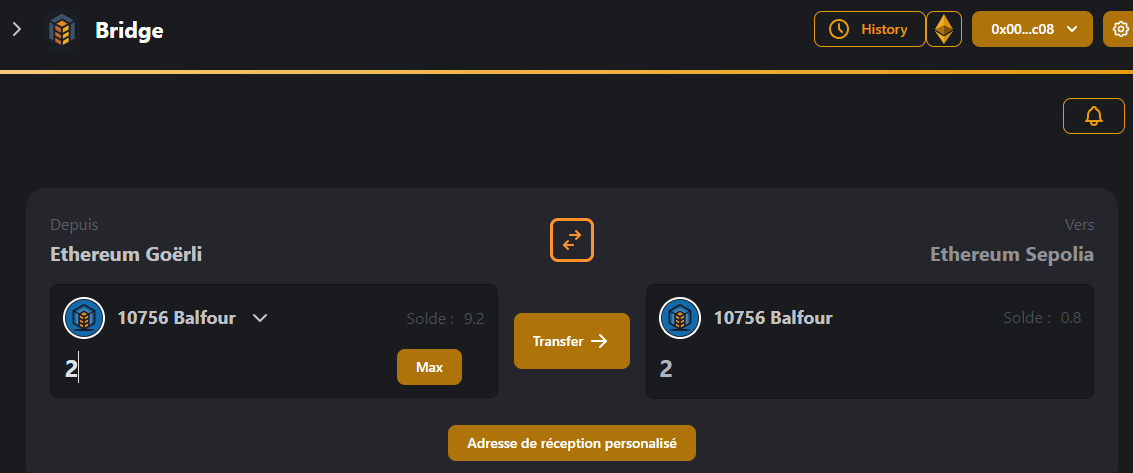 Bridge
History
0x00...c08
Depuis
Vers
Ethereum Goërli
Ethereum Sepolia
10756 Balfour
Solde : 9.2
2
Max
Transfer
10756 Balfour
Solde : 0.8
2
Adresse de réception personalisé